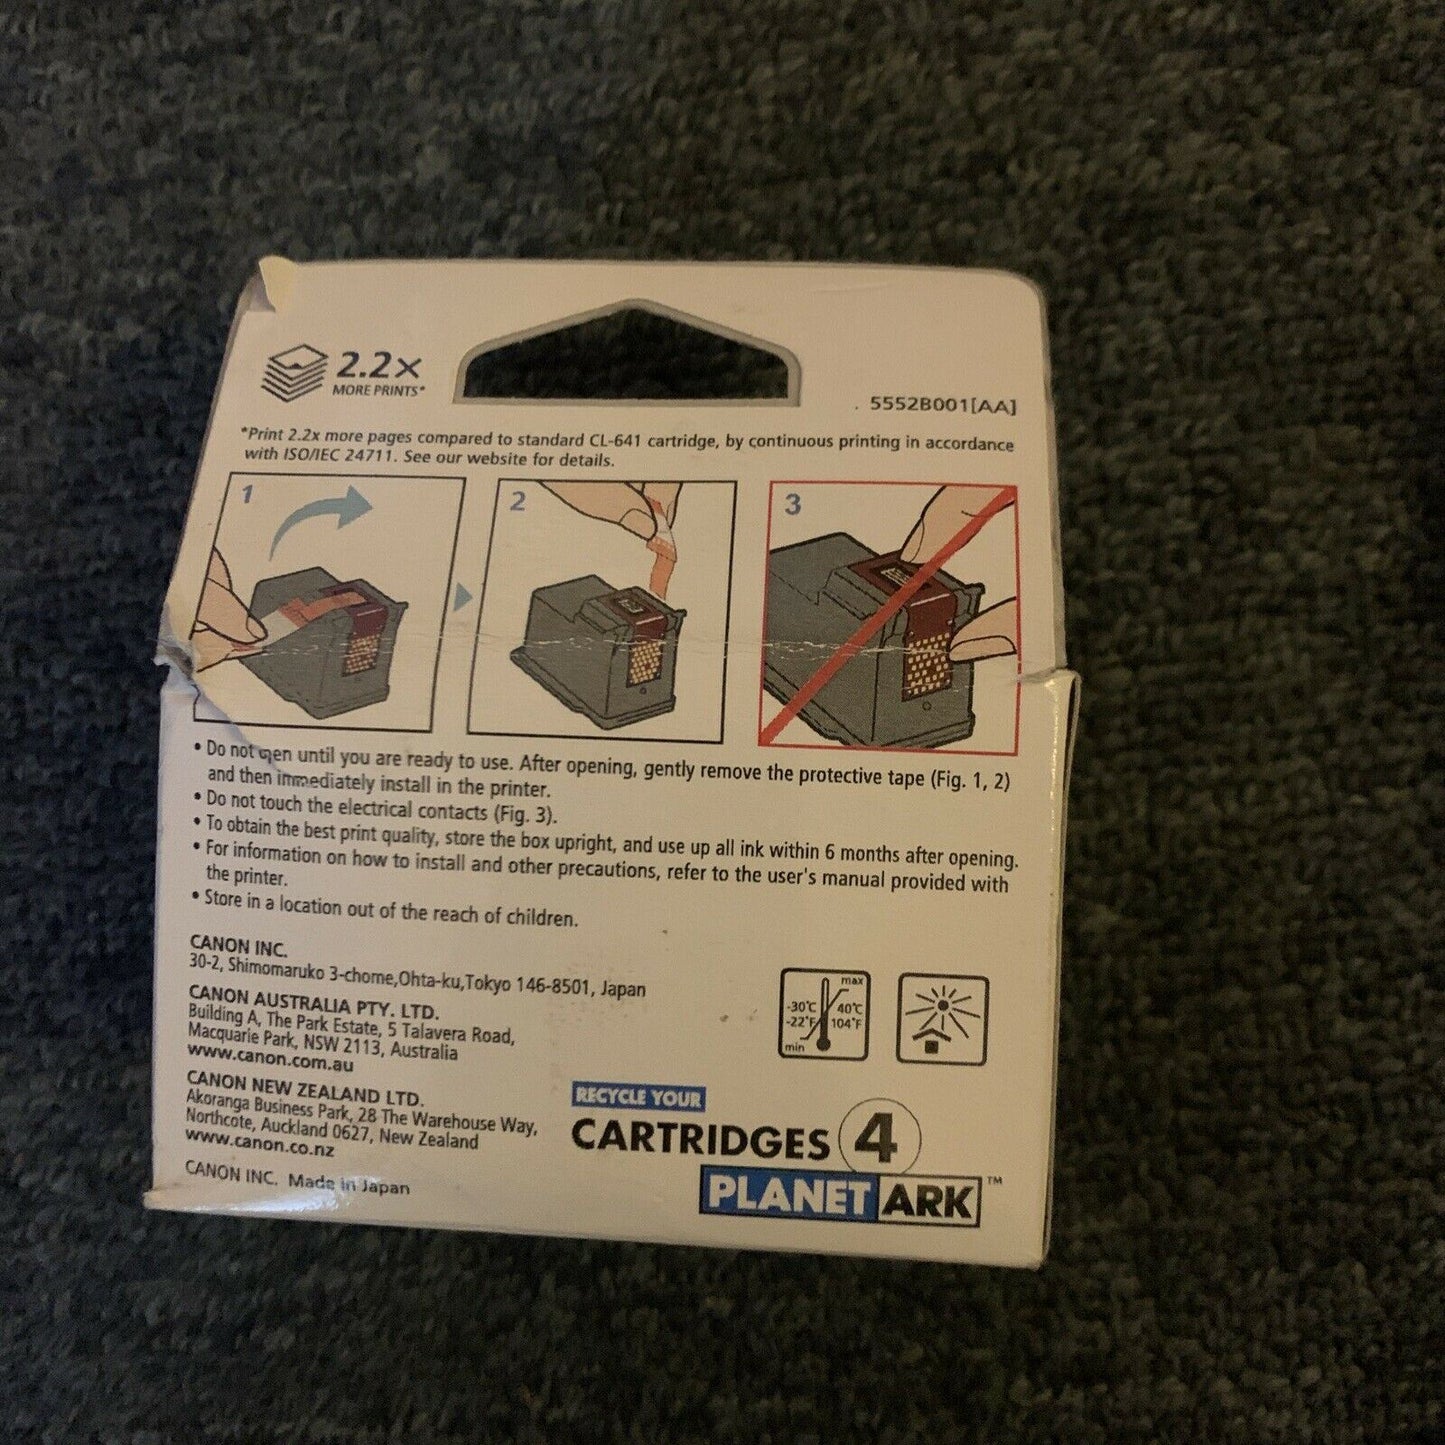 2.2x
MORE PRINTS*
. 5552B001[AA]
*Print 2.2x more pages compared to standard CL-641 cartridge, by continuous printing in accordance
with ISO/IEC 24711. See our website for details.
1
2
3
• Do not open until you are ready to use. After opening, gently remove the protective tape (Fig. 1, 2)
and then immediately install in the printer.
• Do not touch the electrical contacts (Fig. 3).
• To obtain the best print quality, store the box upright, and use up all ink within 6 months after opening.
• For information on how to install and other precautions, refer to the user's manual provided with
the printer.
• Store in a location out of the reach of children.
CANON INC.
30-2, Shimomaruko 3-chome,Ohta-ku,Tokyo 146-8501, Japan
CANON AUSTRALIA PTY. LTD.
Building A, The Park Estate, 5 Talavera Road,
Macquarie Park, NSW 2113, Australia
www.canon.com.au
CANON NEW ZEALAND LTD.
Akoranga Business Park, 28 The Warehouse Way,
Northcote, Auckland 0627, New Zealand
www.canon.co.nz
CANON INC. Made in Japan
max
-30°C 40°C
-22°F 104°F
min
RECYCLE YOUR
CARTRIDGES 4
PLANET ARK ™